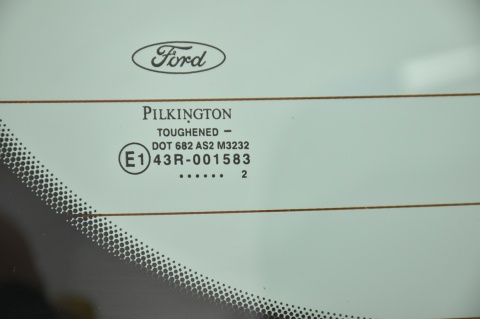 Ford
PILKINGTON
TOUGHENED –
DOT 682 AS2 M3232
E1 43R-001583
...... 2